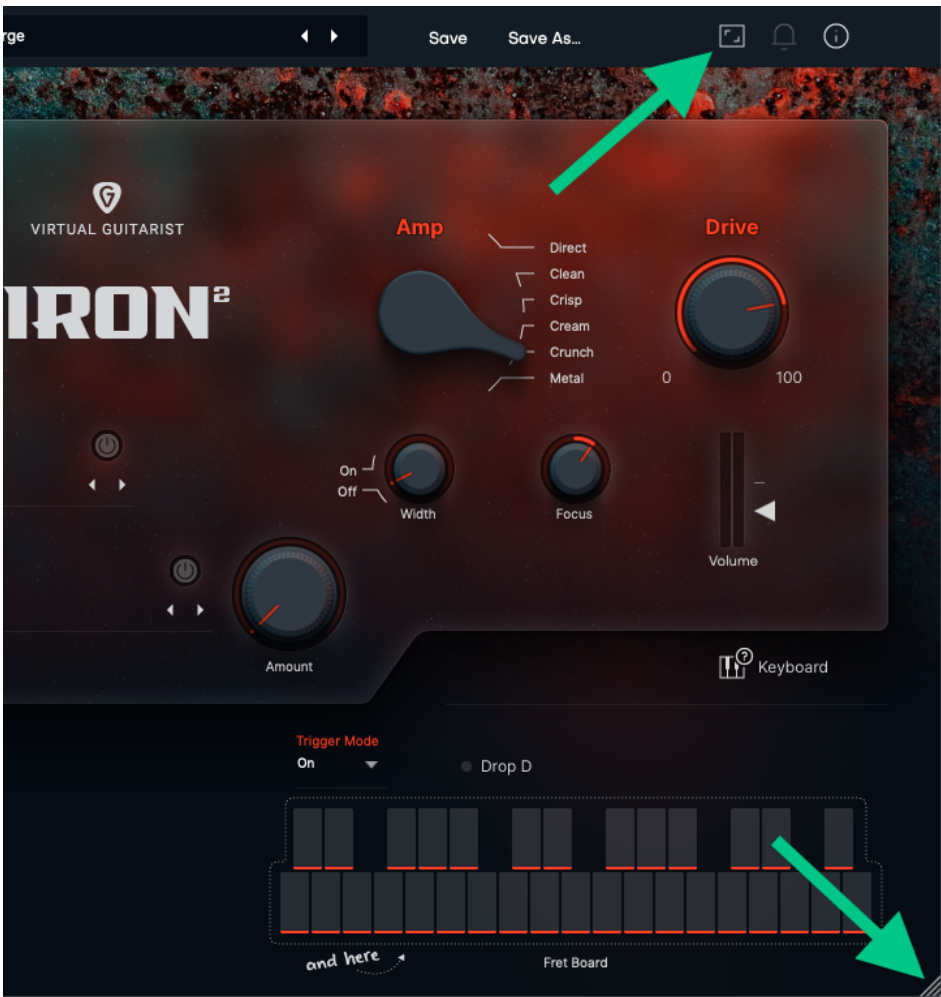 rge
Save
Save As...
VIRTUAL GUITARIST
IRON²
Amp
Direct
Clean
Crisp
Cream
Crunch
Metal
Drive
0
100
On
Off
Width
Focus
Volume
Amount
? Keyboard
Trigger Mode
On
Drop D
and here
Fret Board